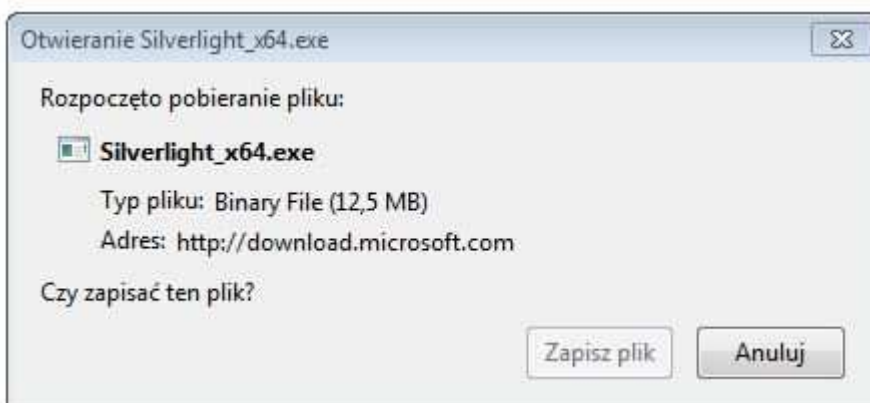 Otwieranie Silverlight_x64.exe
Rozpoczęto pobieranie pliku:
Silverlight_x64.exe
Typ pliku: Binary File (12,5 MB)
Adres: http://download.microsoft.com
Czy zapisać ten plik?
Zapisz plik Anuluj